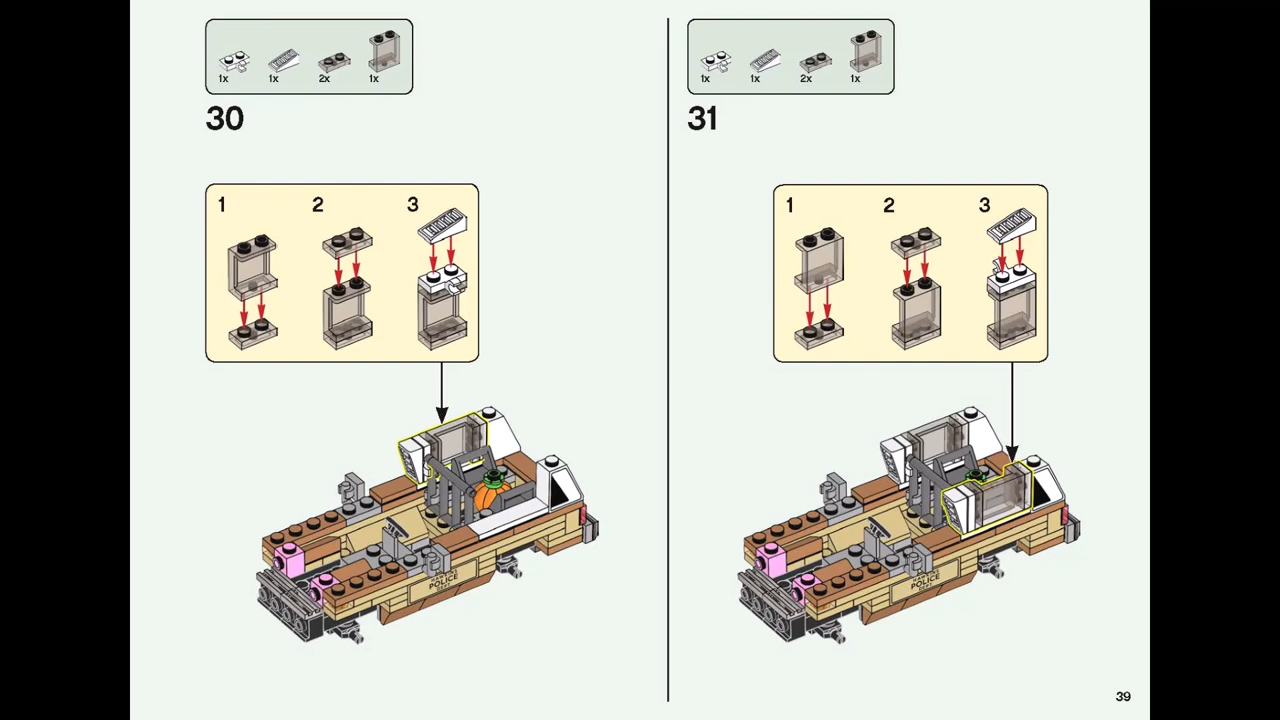 1x 1x 2x 1x
30
1 2 3
POLICE
1x 1x 2x 1x
31
1 2 3
POLICE
39